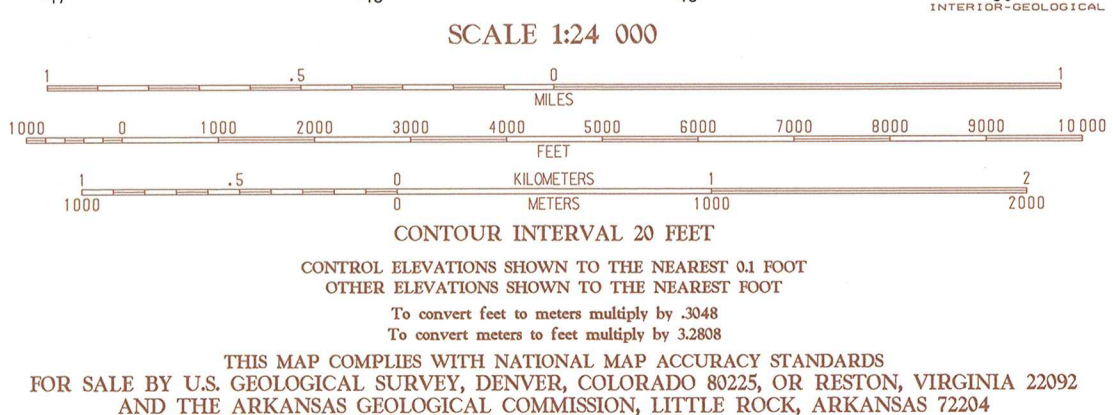 INTERIOR-GEOLOGICAL
SCALE 1:24 000
1 .5 0 1
MILES
1000 0 1000 2000 3000 4000 5000 6000 7000 8000 9000 10 000
FEET
1 .5 0 KILOMETERS 1 2
1000 0 METERS 1000 2000
CONTOUR INTERVAL 20 FEET
CONTROL ELEVATIONS SHOWN TO THE NEAREST 0.1 FOOT
OTHER ELEVATIONS SHOWN TO THE NEAREST FOOT
To convert feet to meters multiply by .3048
To convert meters to feet multiply by 3.2808
THIS MAP COMPLIES WITH NATIONAL MAP ACCURACY STANDARDS
FOR SALE BY U.S. GEOLOGICAL SURVEY, DENVER, COLORADO 80225, OR RESTON, VIRGINIA 22092
AND THE ARKANSAS GEOLOGICAL COMMISSION, LITTLE ROCK, ARKANSAS 72204